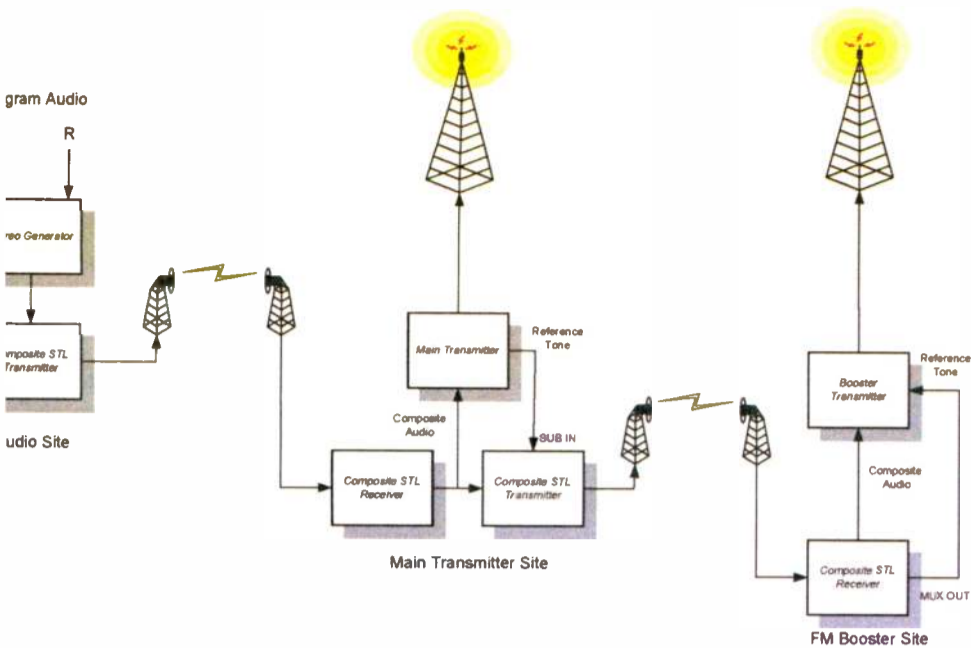 gram Audio
R
reo Generator
omposite STL
Transmitter
udio Site
Main Transmitter
Reference
Tone
Composite
Audio
SUB IN
Composite STL
Receiver
Composite STL
Transmitter
Main Transmitter Site
Booster
Transmitter
Reference
Tone
Composite
Audio
Composite STL
Receiver
MUX OUT
FM Booster Site